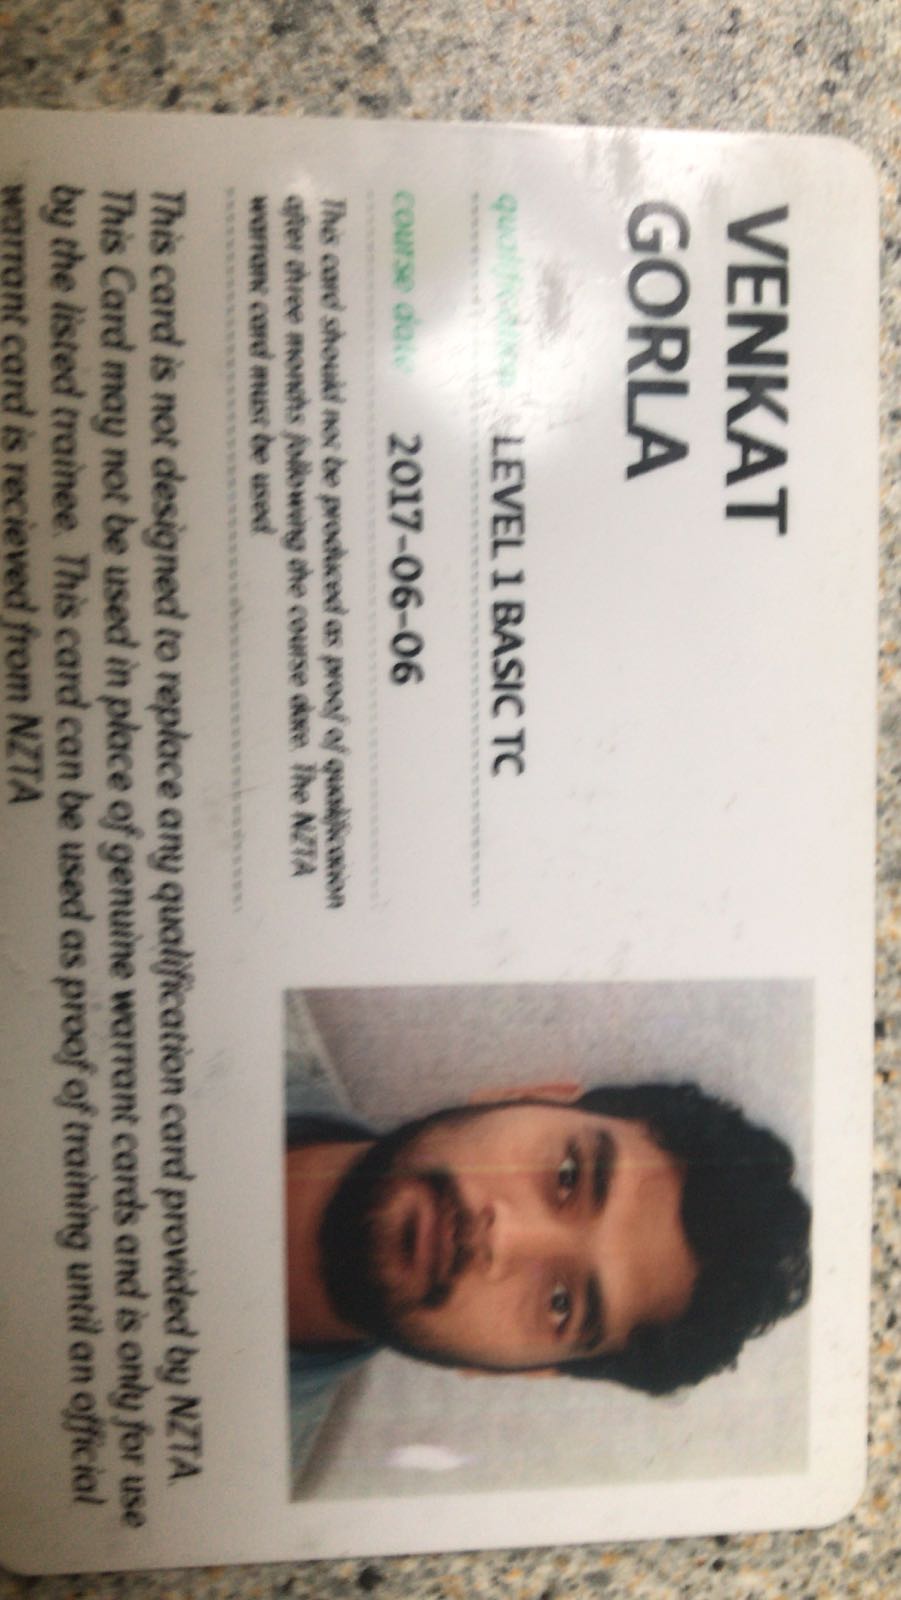 VENKAT
GORLA
qualification LEVEL 1 BASIC TC
course date 2017-06-06
This card should not be produced as proof of qualification
after three months following the course date. The NZTA
warrant card must be used
This card is not designed to replace any qualification card provided by NZTA.
This Card may not be used in place of genuine warrant cards and is only for use
by the listed trainee. This card can be used as proof of training until an official
warrant card is recieved from NZTA